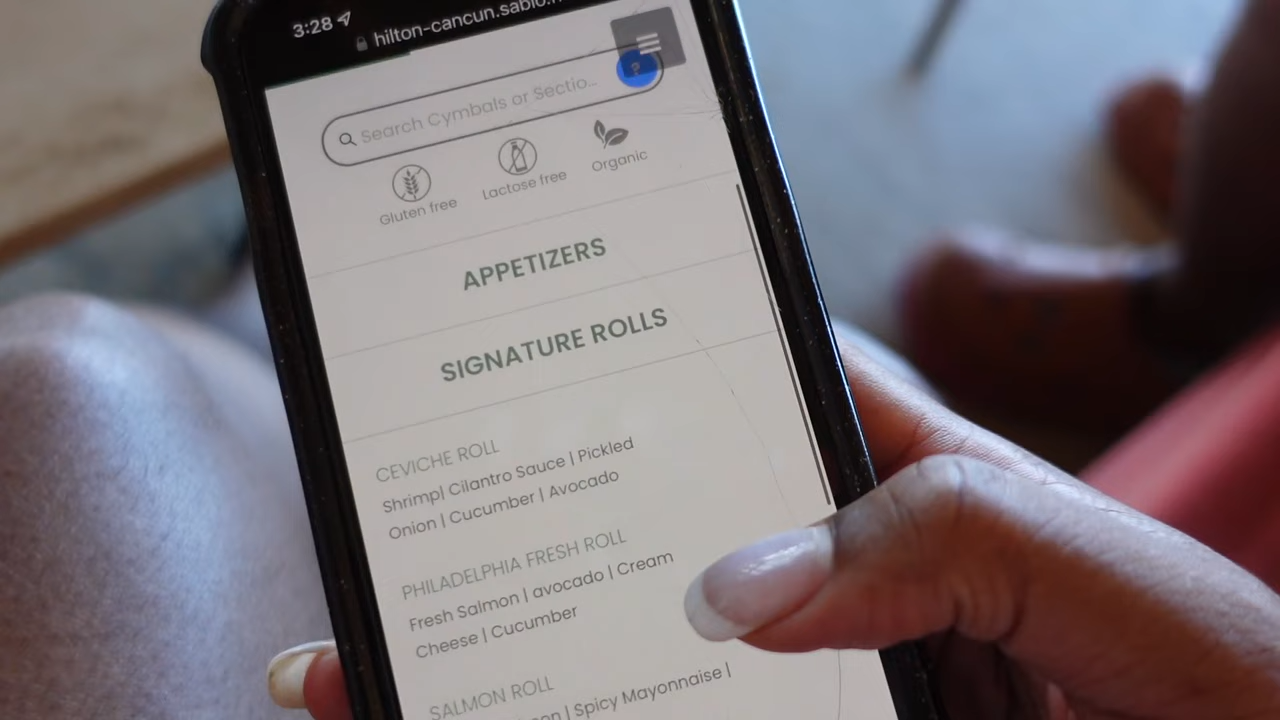 3:28
hilton-cancun.sabio.
?
Search Cymbals or Sectio...
Gluten free
Lactose free
Organic
APPETIZERS
SIGNATURE ROLLS
CEVICHE ROLL
Shrimp| Cilantro Sauce | Pickled
Onion | Cucumber | Avocado
PHILADELPHIA FRESH ROLL
Fresh Salmon | avocado | Cream
Cheese | Cucumber
SALMON ROLL
| Spicy Mayonnaise |